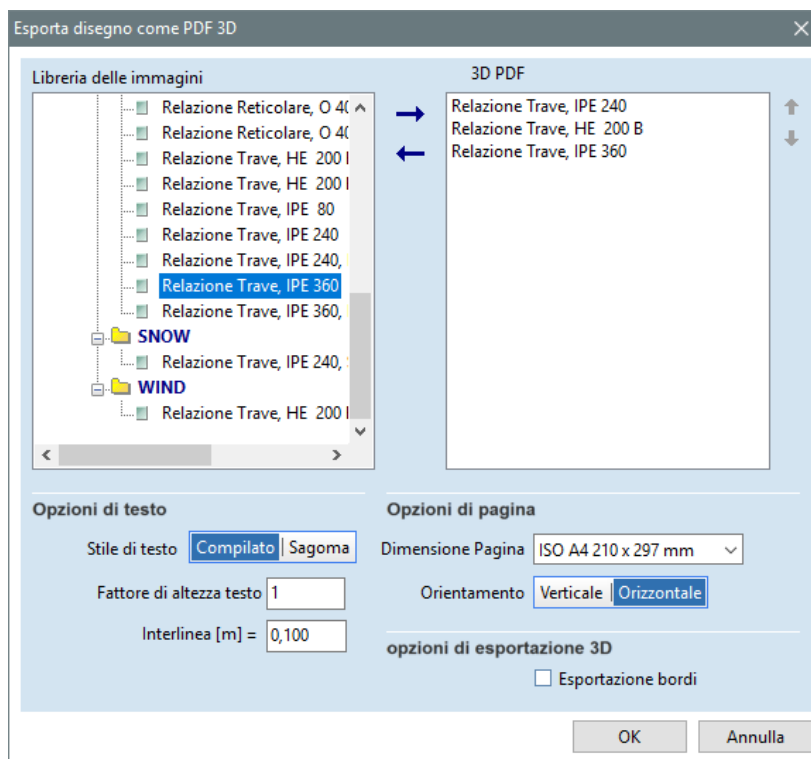 Esporta disegno come PDF 3D
Libreria delle immagini
Relazione Reticolare, O 40
Relazione Reticolare, O 40
Relazione Trave, HE 200
Relazione Trave, HE 200
Relazione Trave, IPE 80
Relazione Trave, IPE 240
Relazione Trave, IPE 240,
Relazione Trave, IPE 360
Relazione Trave, IPE 360,
SNOW
Relazione Trave, IPE 240,
WIND
Relazione Trave, HE 200
3D PDF
Relazione Trave, IPE 240
Relazione Trave, HE 200 B
Relazione Trave, IPE 360
Opzioni di testo
Stile di testo Compilato Sagoma
Fattore di altezza testo 1
Interlinea [m] = 0,100
Opzioni di pagina
Dimensione Pagina ISO A4 210 x 297 mm
Orientamento Verticale Orizzontale
opzioni di esportazione 3D
Esportazione bordi
OK Annulla